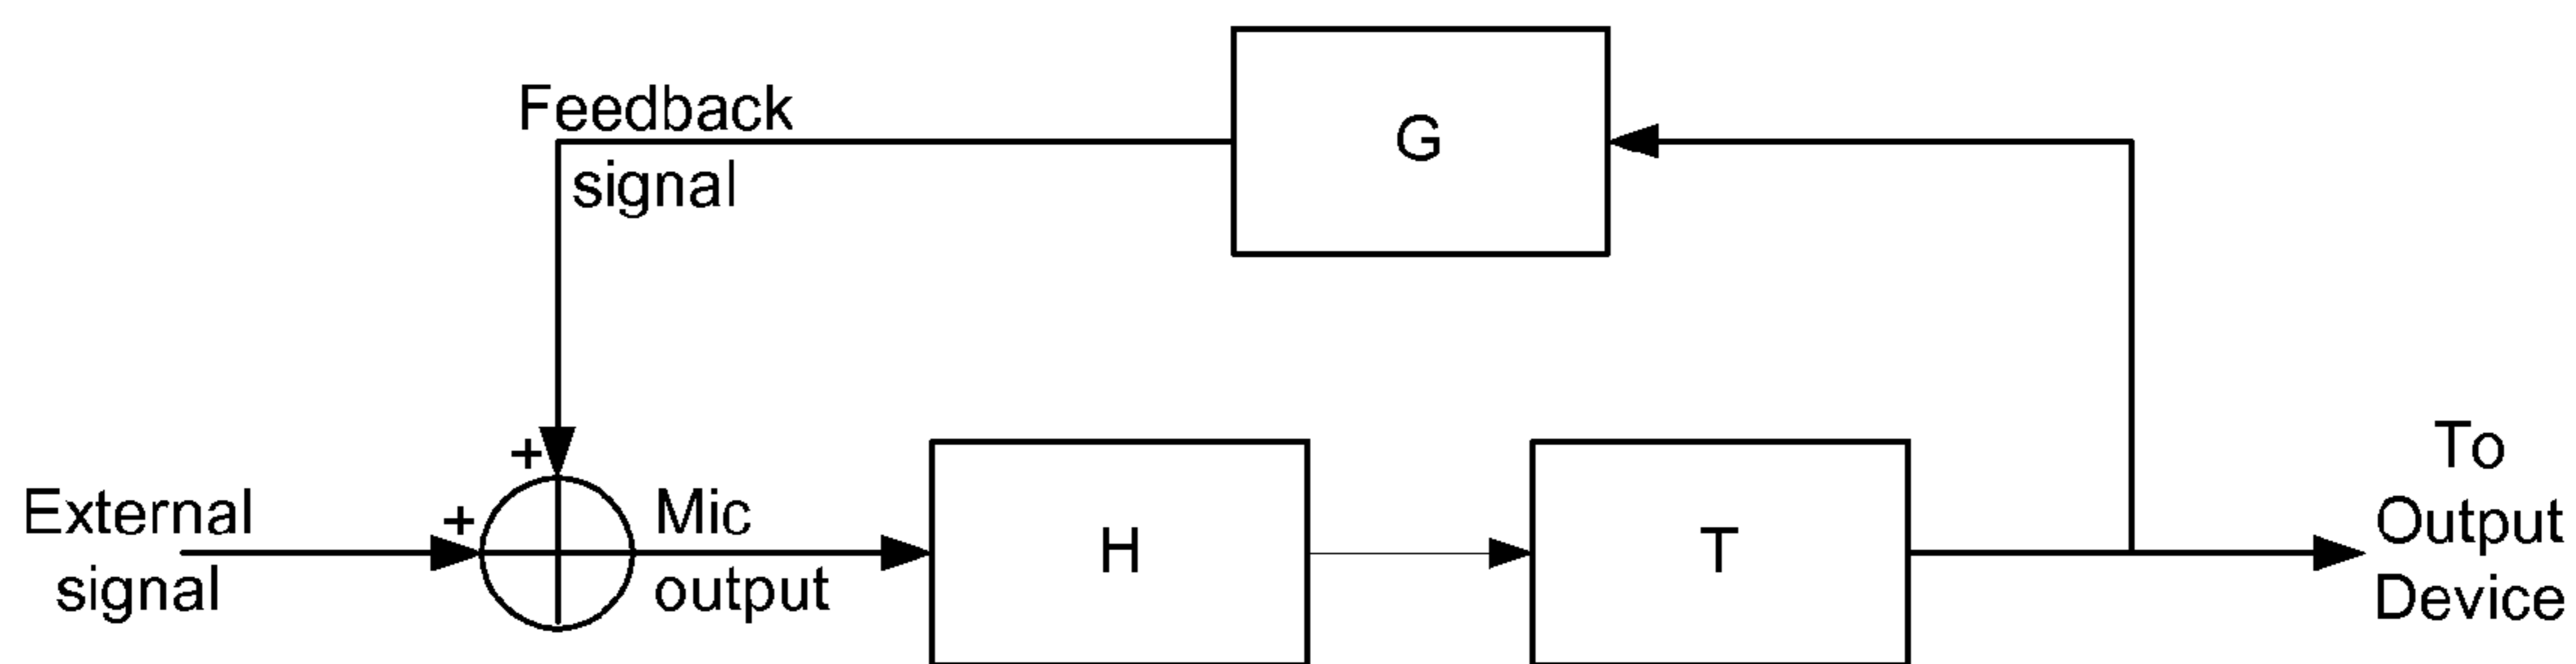 Feedback
signal
G
+
+
External
signal
Mic
output
H
T
To
Output
Device